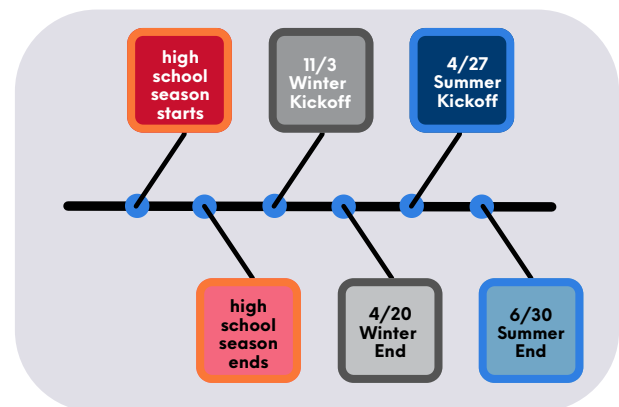 high
school
season
starts
11/3
Winter
Kickoff
4/27
Summer
Kickoff
high
school
season
ends
4/20
Winter
End
6/30
Summer
End